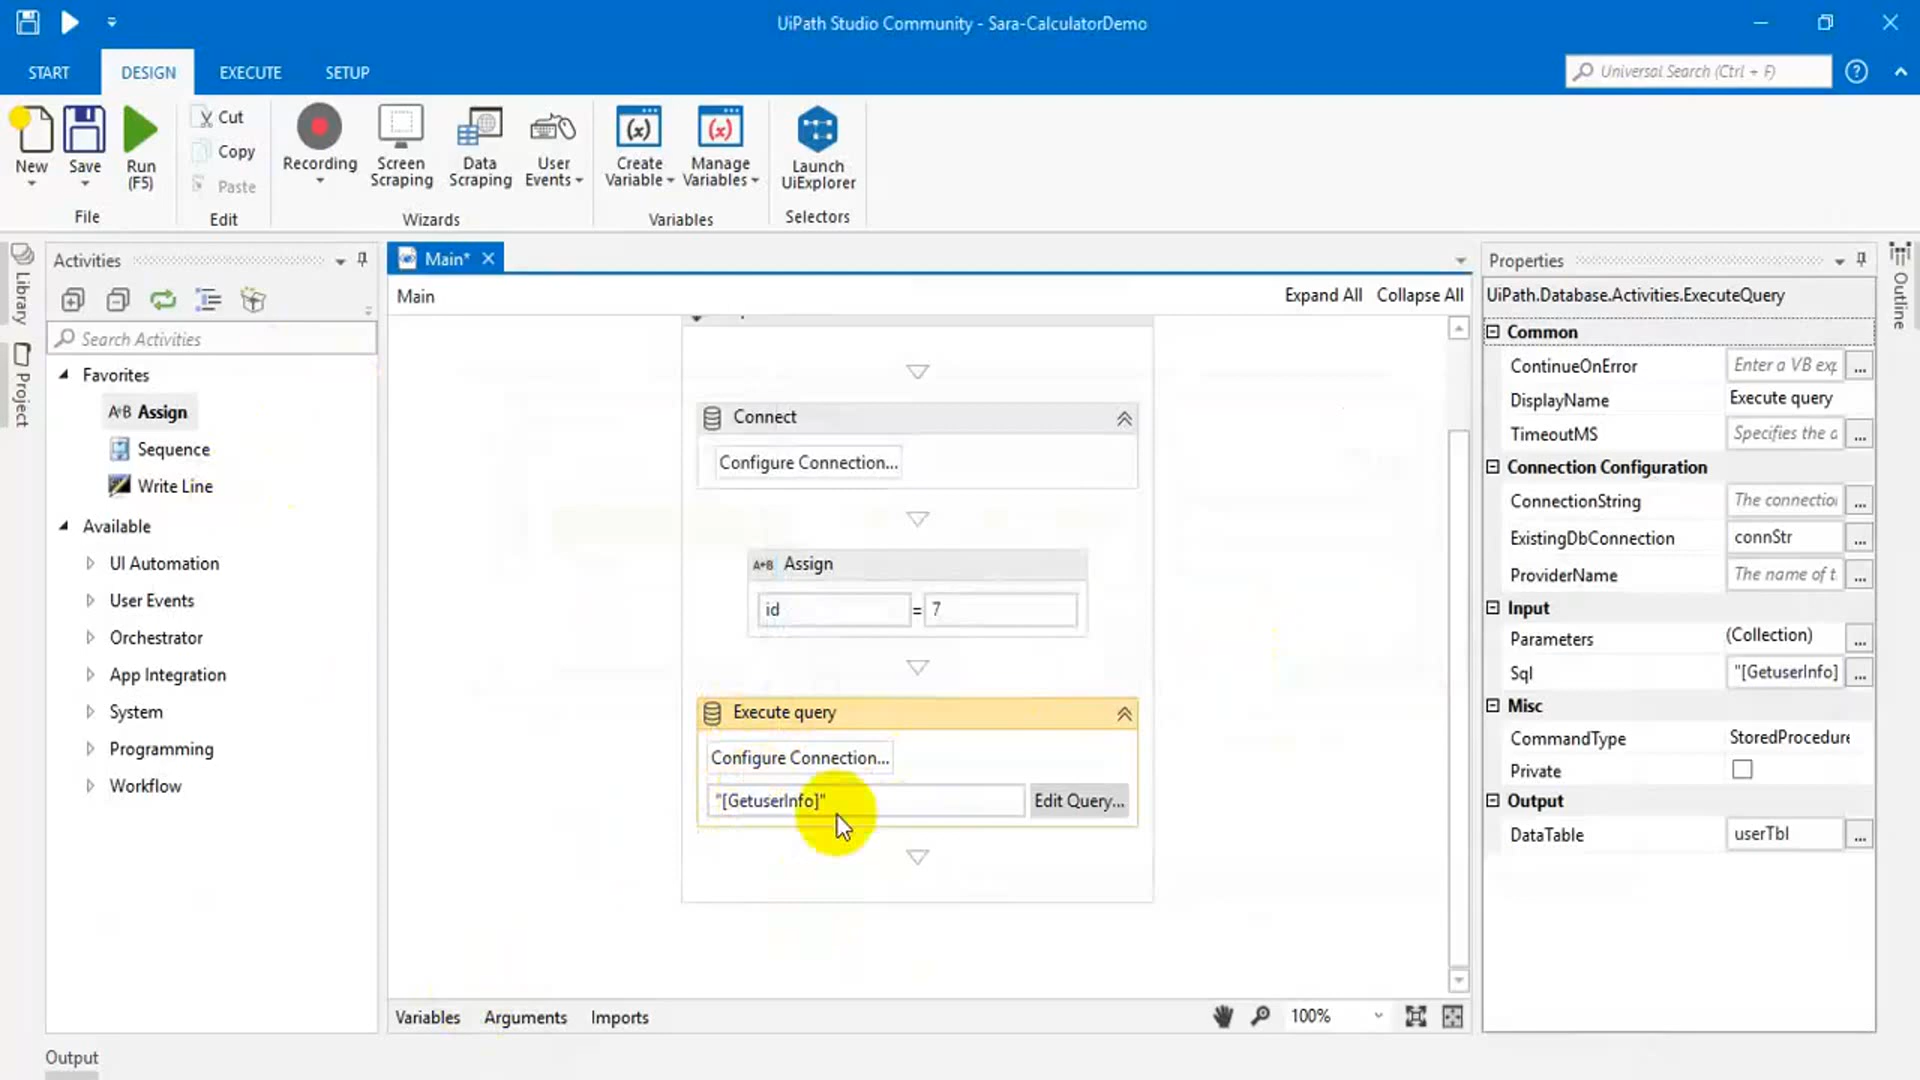 UiPath Studio Community - Sara-CalculatorDemo
START DESIGN EXECUTE SETUP
Universal Search (Ctrl + F)
New Save Run (F5)
File
Cut
Copy
Paste
Edit
Recording Screen Scraping Data Scraping User Events
Wizards
Create Variable Manage Variables
Variables
Launch UiExplorer
Selectors
Library
Project
Activities
Search Activities
Favorites
A+B Assign
Sequence
Write Line
Available
UI Automation
User Events
Orchestrator
App Integration
System
Programming
Workflow
Main*
Main
Expand All Collapse All
Connect
Configure Connection...
A+B Assign
id = 7
Execute query
Configure Connection...
"[GetuserInfo]"
Edit Query...
Variables Arguments Imports
100%
Properties
UiPath.Database.Activities.ExecuteQuery
Common
ContinueOnError Enter a VB exp ...
DisplayName Execute query
TimeoutMS Specifies the a ...
Connection Configuration
ConnectionString The connection ...
ExistingDbConnection connStr ...
ProviderName The name of t ...
Input
Parameters (Collection) ...
Sql "[GetuserInfo] ...
Misc
CommandType StoredProcedure
Private
Output
DataTable userTbl ...
Outline
Output